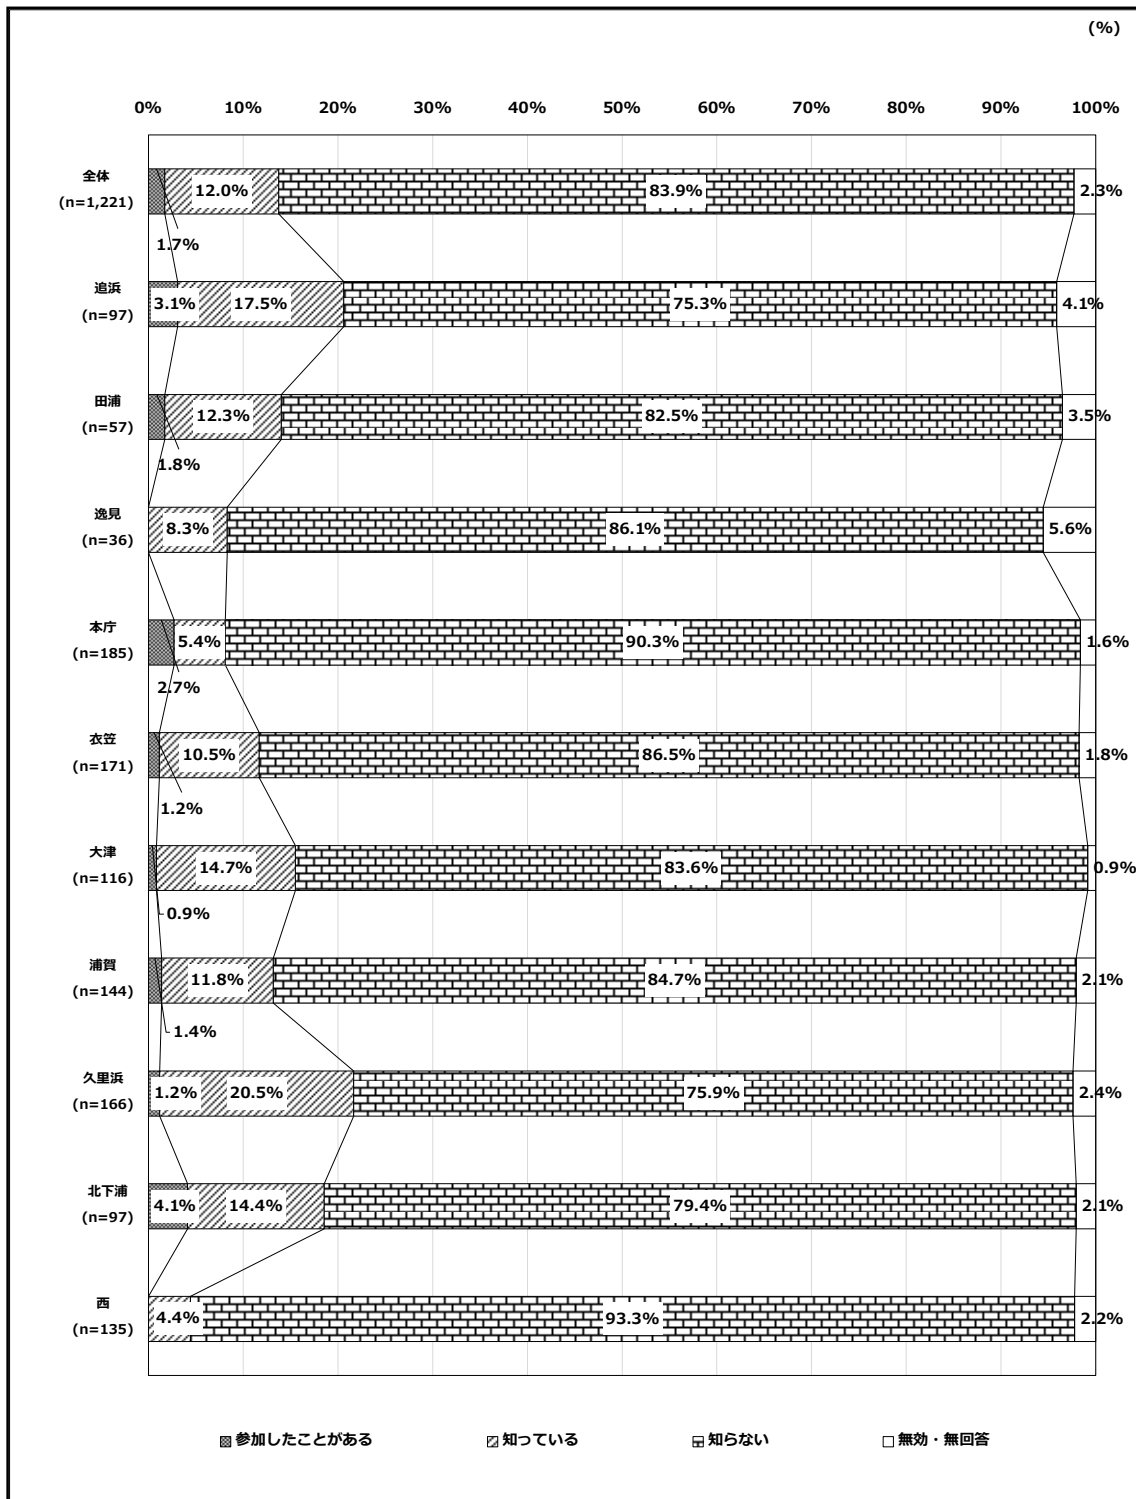 (%)
0% 10% 20% 30% 40% 50% 60% 70% 80% 90% 100%
全体
(n=1,221)
12.0% 83.9% 2.3%
1.7%
追浜
(n=97)
3.1% 17.5% 75.3% 4.1%
田浦
(n=57)
12.3% 82.5% 3.5%
1.8%
逸見
(n=36)
8.3% 86.1% 5.6%
本庁
(n=185)
5.4% 90.3% 1.6%
2.7%
衣笠
(n=171)
10.5% 86.5% 1.8%
1.2%
大津
(n=116)
14.7% 83.6% 0.9%
0.9%
浦賀
(n=144)
11.8% 84.7% 2.1%
1.4%
久里浜
(n=166)
1.2% 20.5% 75.9% 2.4%
北下浦
(n=97)
4.1% 14.4% 79.4% 2.1%
西
(n=135)
4.4% 93.3% 2.2%
参加したことがある 知っている 知らない 無効・無回答